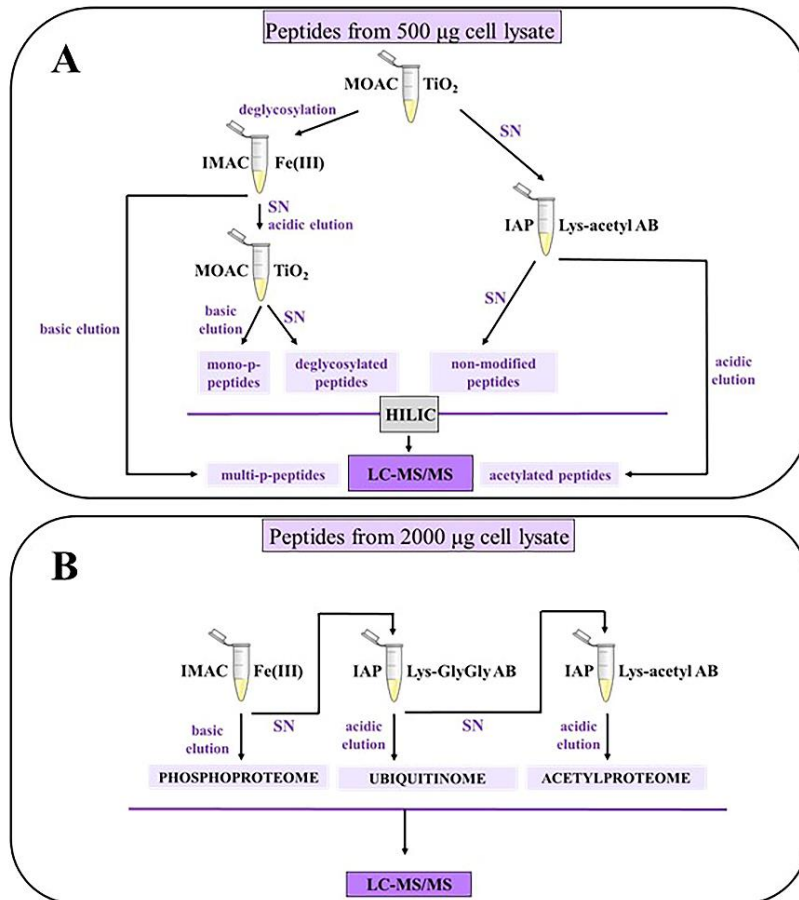 Peptides from 500 µg cell lysate
A
MOAC TiO₂
deglycosylation
SN
IMAC Fe(III)
SN
acidic elution
IAP Lys-acetyl AB
MOAC TiO₂
basic
elution
SN
SN
basic elution
acidic
elution
mono-p-
peptides
deglycosylated
peptides
non-modified
peptides
HILIC
multi-p-peptides
LC-MS/MS
acetylated peptides
Peptides from 2000 µg cell lysate
B
IMAC Fe(III)
IAP Lys-GlyGly AB
IAP Lys-acetyl AB
basic
elution
SN
acidic
elution
SN
acidic
elution
PHOSPHOPROTEOME
UBIQUITINOME
ACETYLPROTEOME
LC-MS/MS